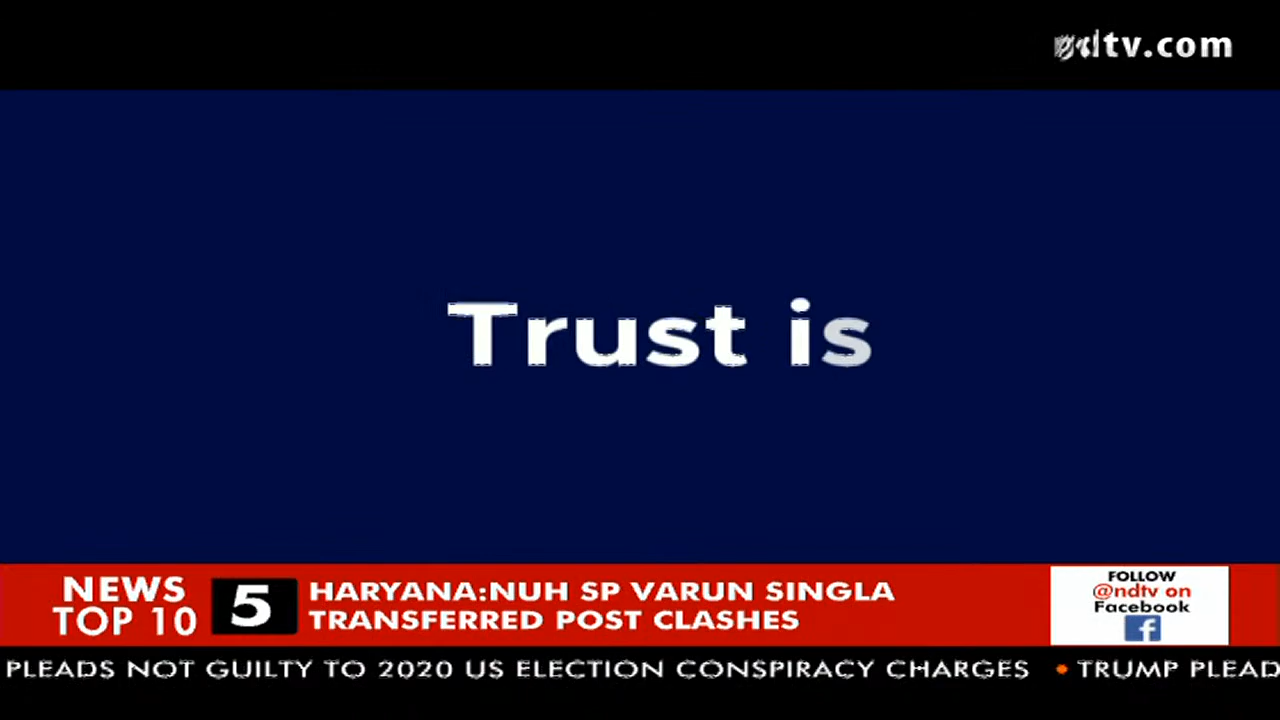 ndtv.com
Trust is
NEWS
TOP 10
5
HARYANA:NUH SP VARUN SINGLA
TRANSFERRED POST CLASHES
FOLLOW
@ndtv on
Facebook
f
PLEADS NOT GUILTY TO 2020 US ELECTION CONSPIRACY CHARGES • TRUMP PLEAD